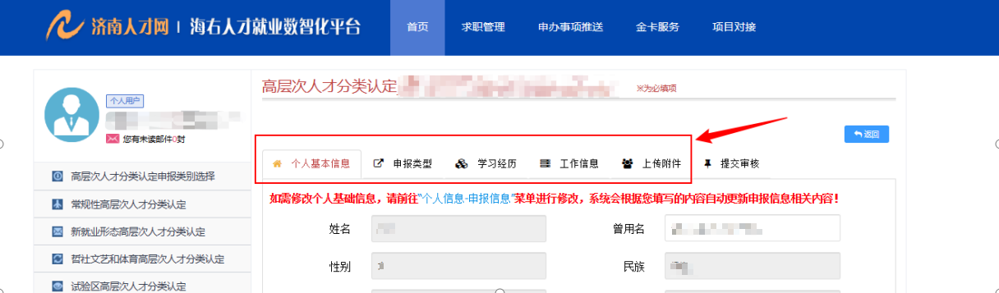 济南人才网 | 海右人才就业数智化平台 首页 求职管理 申办事项推送 金卡服务 项目对接
高层次人才分类认定 ※为必填项
个人用户
您有未读邮件0封
返回
个人基本信息 申报类型 学习经历 工作信息 上传附件 提交审核
高层次人才分类认定申报类别选择
常规性高层次人才分类认定
新就业形态高层次人才分类认定
哲社文艺和体育高层次人才分类认定
试验区高层次人才分类认定
如需修改个人基础信息，请前往“个人信息-申报信息”菜单进行修改，系统会根据您填写的内容自动更新申报信息相关内容！
姓名 曾用名
性别 民族